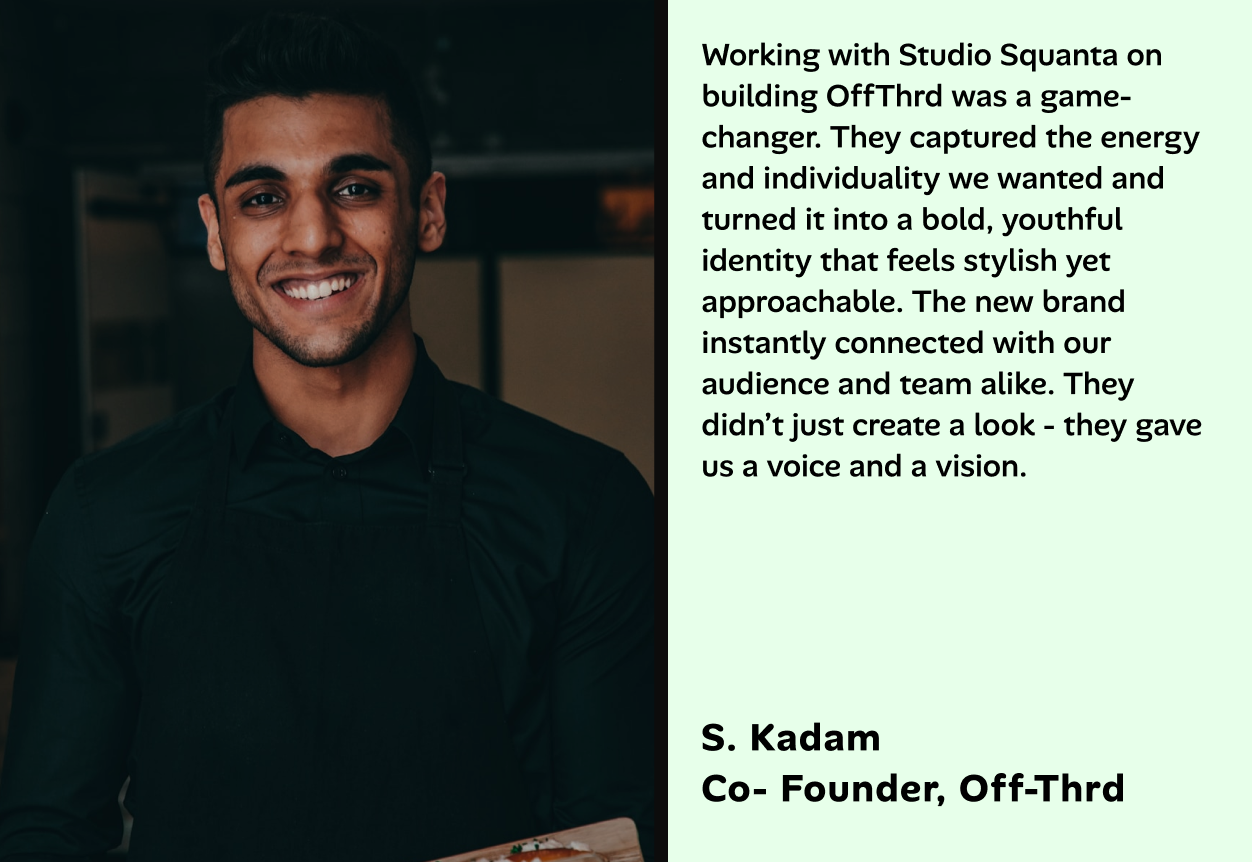 Working with Studio Squanta on
building OffThrd was a game-
changer. They captured the energy
and individuality we wanted and
turned it into a bold, youthful
identity that feels stylish yet
approachable. The new brand
instantly connected with our
audience and team alike. They
didn’t just create a look - they gave
us a voice and a vision.
S. Kadam
Co- Founder, Off-Thrd